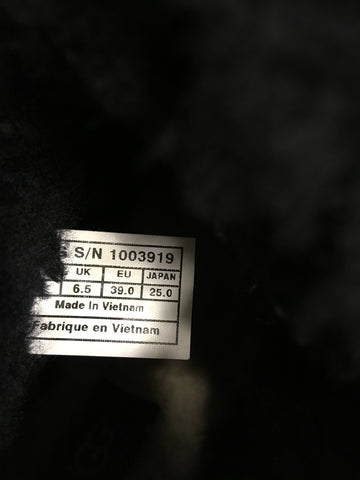 S/N 1003919
UK EU JAPAN
6.5 39.0 25.0
Made In Vietnam
Fabrique en Vietnam